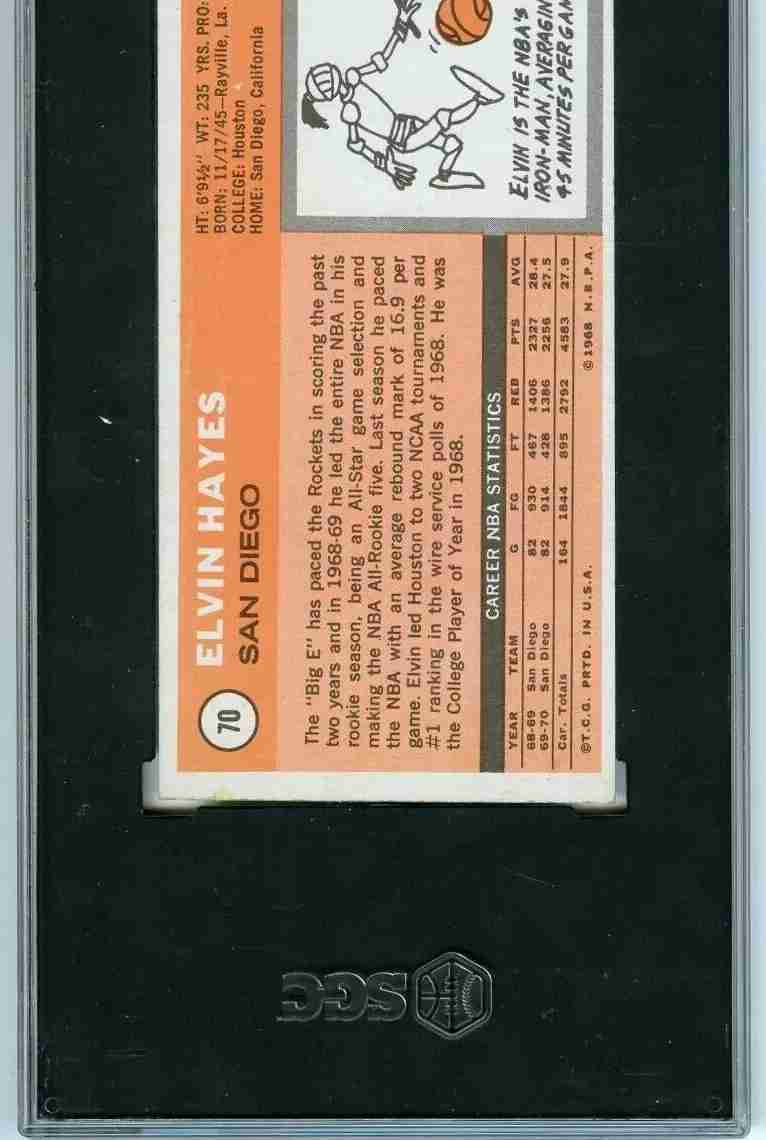 70
ELVIN HAYES
SAN DIEGO
HT: 6'9½" WT: 235 YRS. PRO:
BORN: 11/17/45—Rayville, La.
COLLEGE: Houston
HOME: San Diego, California
The "Big E" has paced the Rockets in scoring the past
two years and in 1968-69 he led the entire NBA in his
rookie season, being an All-Star game selection and
making the NBA All-Rookie five. Last season he paced
the NBA with an average rebound mark of 16.9 per
game. Elvin led Houston to two NCAA tournaments and
#1 ranking in the wire service polls of 1968. He was
the College Player of Year in 1968.
ELVIN IS THE NBA'S
IRON-MAN, AVERAGIN
45 MINUTES PER GAM
CAREER NBA STATISTICS
YEAR TEAM G FG FT REB PTS AVG
68-69 San Diego 82 930 467 1406 2327 28.4
69-70 San Diego 82 914 428 1386 2256 27.5
Car. Totals 164 1844 895 2792 4583 27.9
©T.C.G. PRTD. IN U.S.A. ©1968 N.B.P.A.
SGC